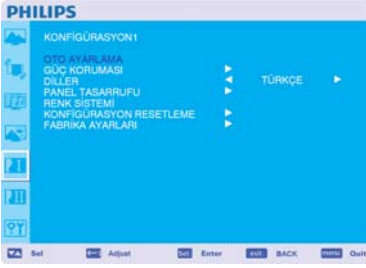 PHILIPS
KONFİGÜRASYON1
OTO AYARLAMA
GÜÇ KORUMASI
DİLLER TÜRKÇE
PANEL TASARRUFU
RENK SİSTEMİ
KONFİGÜRASYON RESETLEME
FABRİKA AYARLARI
Sel Adjust Set Enter exit BACK menu Quit